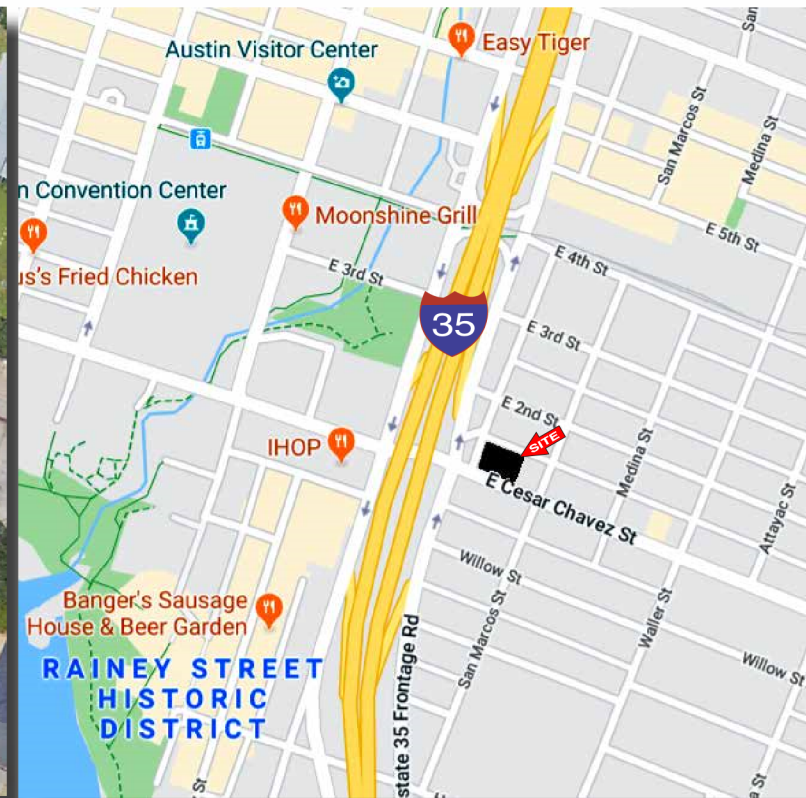 Easy Tiger
Austin Visitor Center
San
San Marcos St
Medina St
n Convention Center
Moonshine Grill
us's Fried Chicken
E 3rd St
E 5th St
E 4th St
35
E 3rd St
E 2nd St
SITE
IHOP
E Cesar Chavez St
Medina St
Attayac St
Willow St
San Marcos St
Waller St
Willow St
Banger's Sausage
House & Beer Garden
RAINEY STREET
HISTORIC
DISTRICT
state 35 Frontage Rd
St
a St